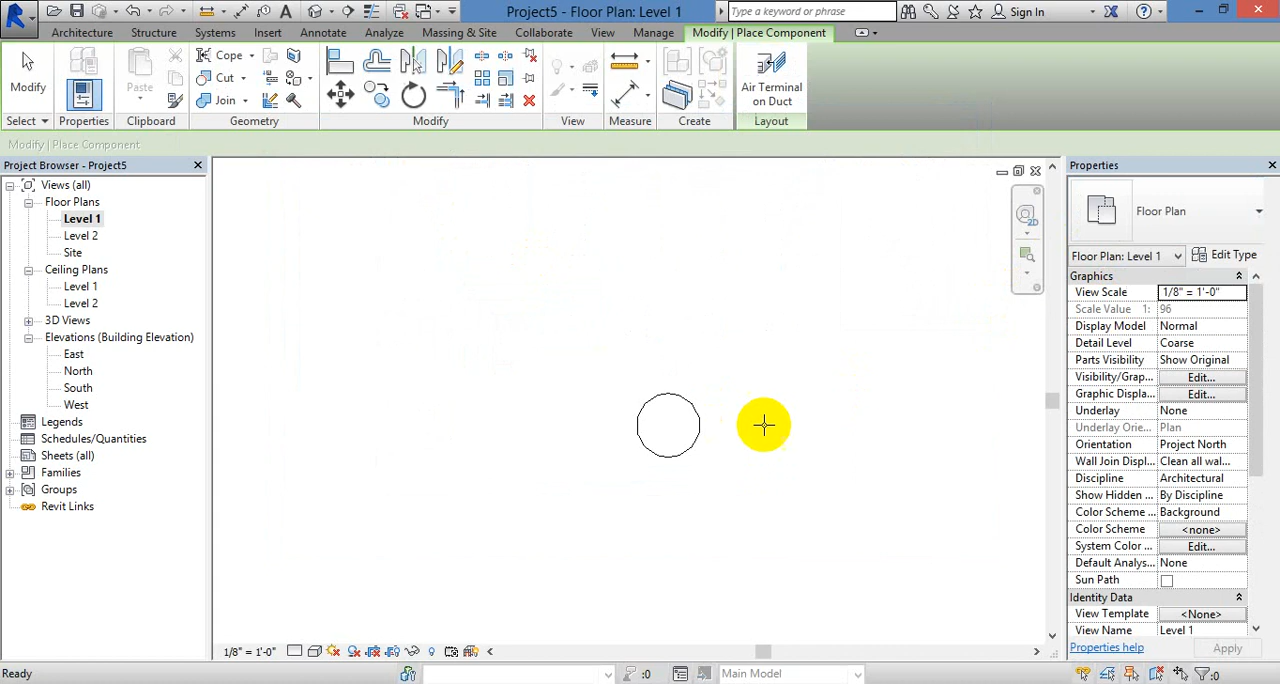 Project5 - Floor Plan: Level 1
Type a keyword or phrase
Sign In
Architecture
Structure
Systems
Insert
Annotate
Analyze
Massing & Site
Collaborate
View
Manage
Modify | Place Component
Modify
Select
Properties
Paste
Clipboard
Cope
Cut
Join
Geometry
Modify
View
Measure
Create
Air Terminal
on Duct
Layout
Modify | Place Component
Project Browser - Project5
Views (all)
Floor Plans
Level 1
Level 2
Site
Ceiling Plans
Level 1
Level 2
3D Views
Elevations (Building Elevation)
East
North
South
West
Legends
Schedules/Quantities
Sheets (all)
Families
Groups
Revit Links
2D
Properties
Floor Plan
Floor Plan: Level 1
Edit Type
Graphics
View Scale 1/8" = 1'-0"
Scale Value 1: 96
Display Model Normal
Detail Level Coarse
Parts Visibility Show Original
Visibility/Grap... Edit...
Graphic Displa... Edit...
Underlay None
Underlay Orie... Plan
Orientation Project North
Wall Join Displ... Clean all wal...
Discipline Architectural
Show Hidden ... By Discipline
Color Scheme ... Background
Color Scheme <none>
System Color ... Edit...
Default Analys... None
Sun Path
Identity Data
View Template <None>
View Name Level 1
Properties help
Apply
1/8" = 1'-0"
Ready
:0
Main Model
:0